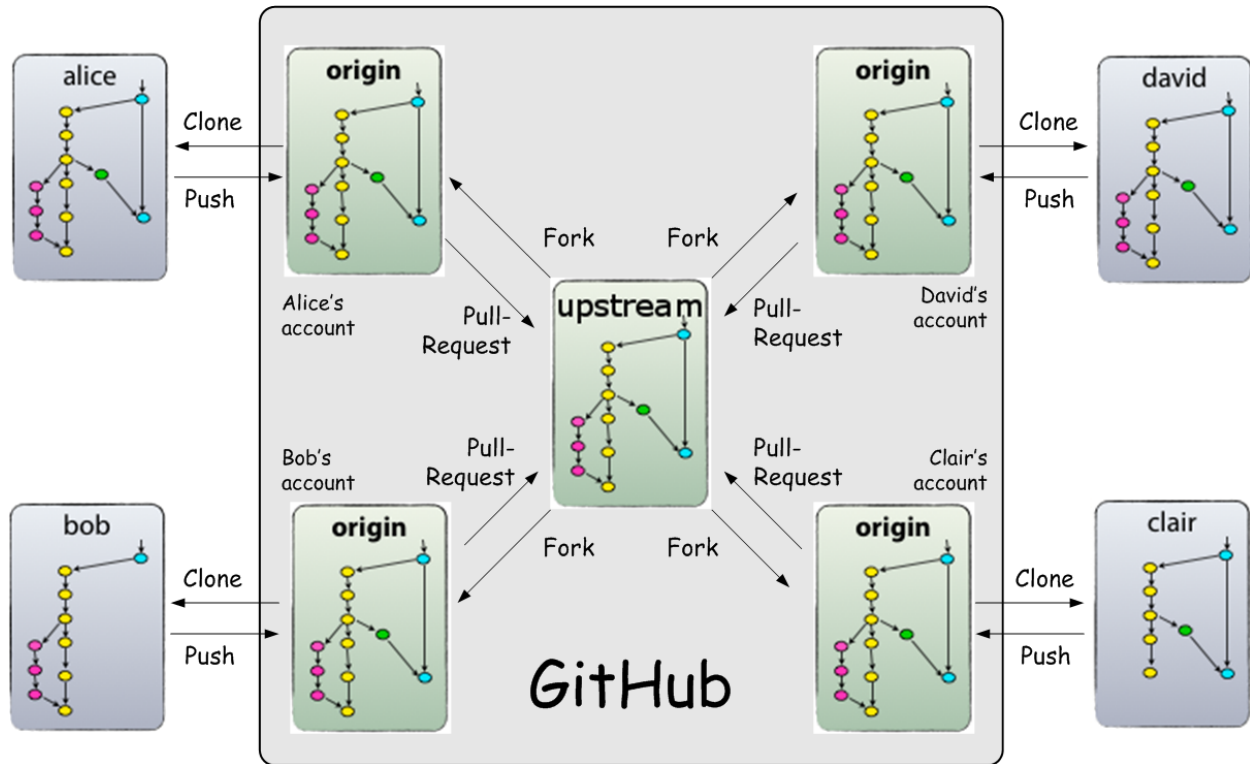 alice
origin
origin
david
Clone
Clone
Push
Push
Fork
Fork
Alice's
account
David's
account
upstream
Pull-
Request
Pull-
Request
Bob's
account
Pull-
Request
Pull-
Request
Clair's
account
bob
origin
origin
clair
Fork
Fork
Clone
Clone
Push
Push
GitHub